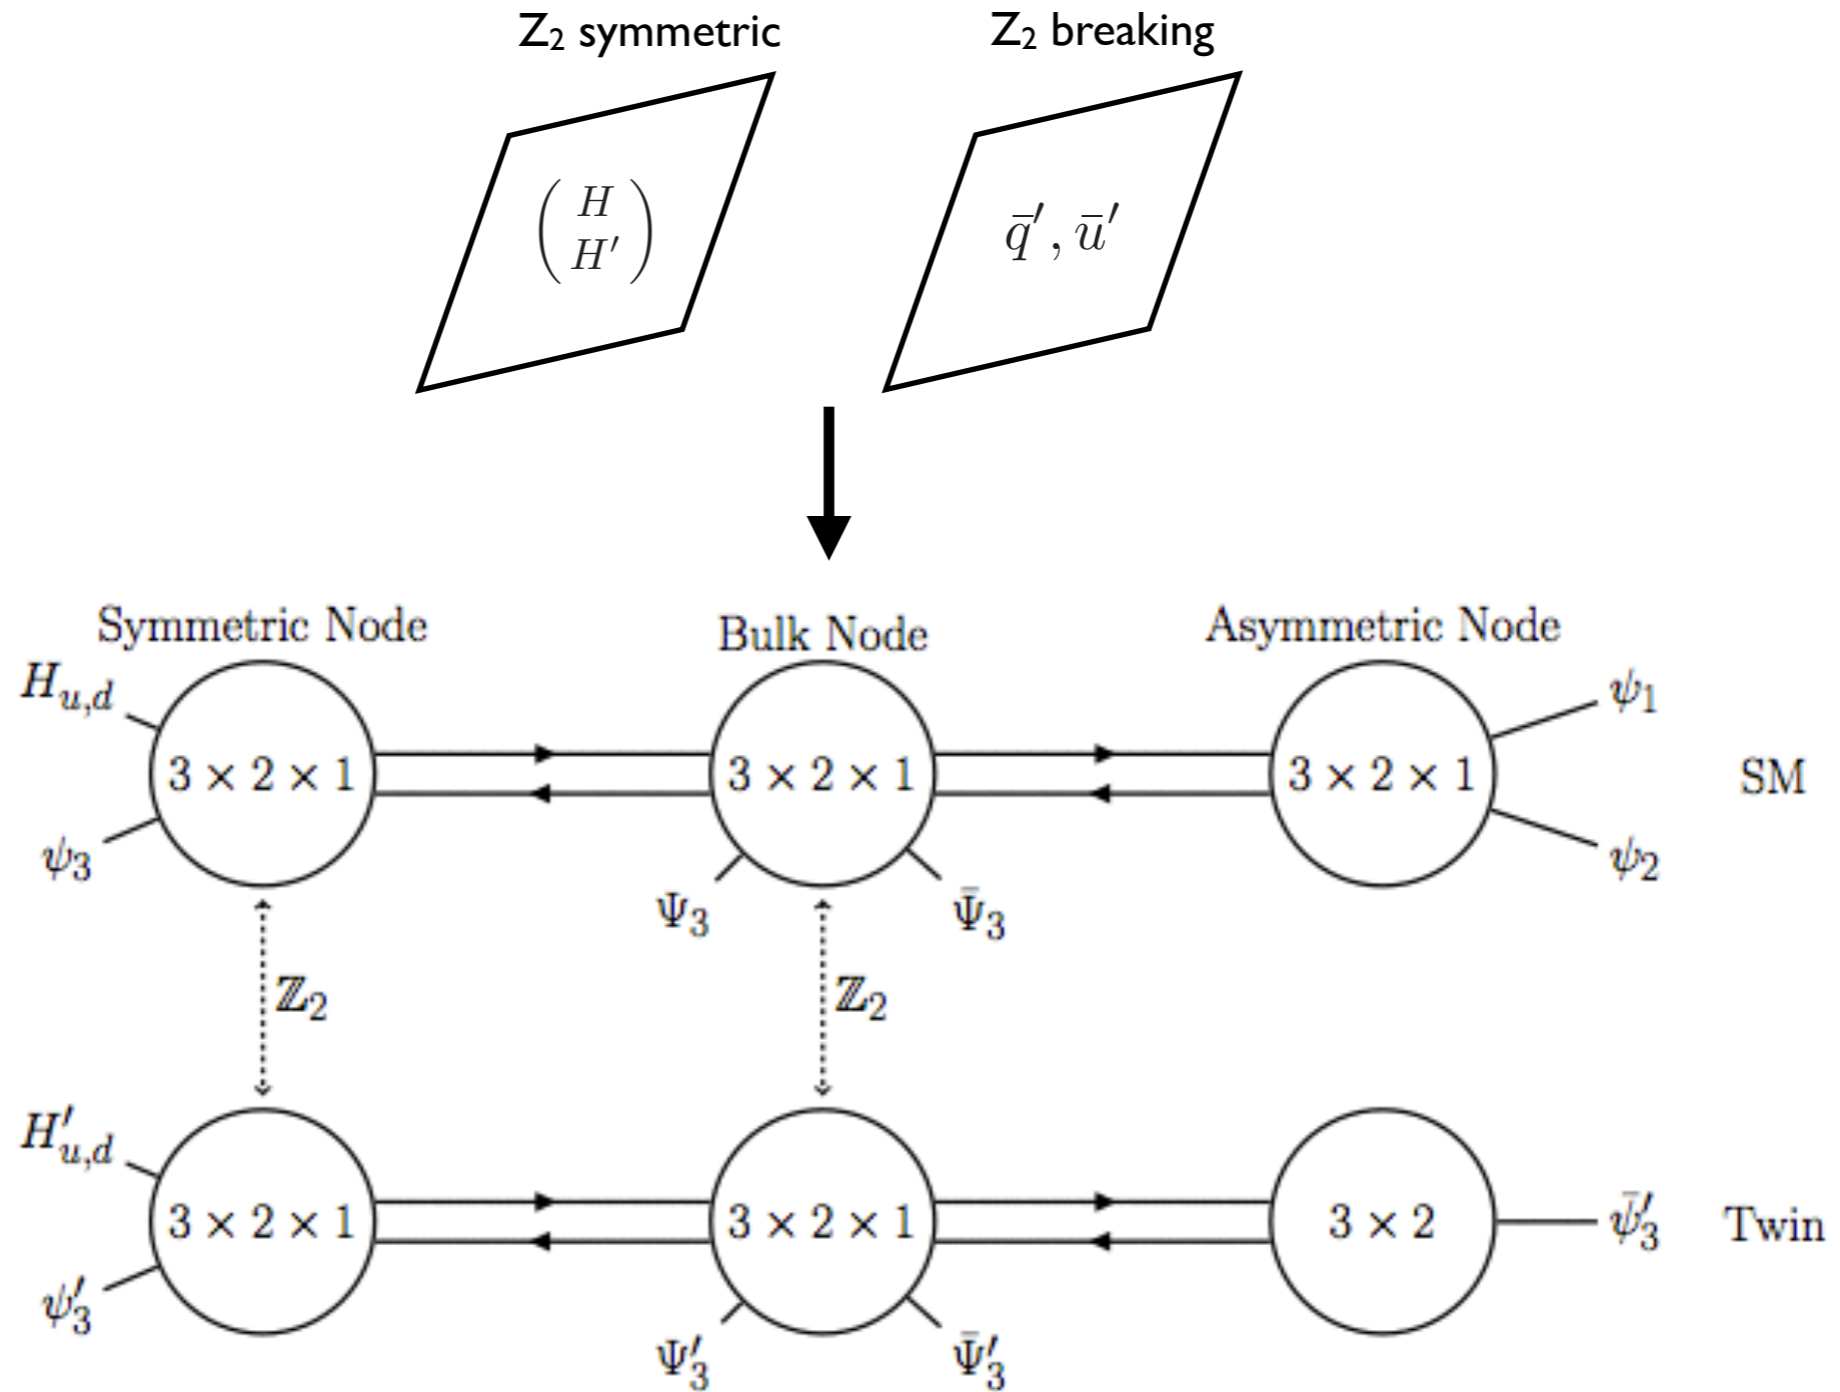 Z₂ symmetric Z₂ breaking
( H
H′ )
q̄′, ū′
Symmetric Node Bulk Node Asymmetric Node
H_{u,d} ψ₁
3 × 2 × 1 3 × 2 × 1 3 × 2 × 1 SM
ψ₃ ψ₂
Ψ₃ Ψ̄₃
ℤ₂ ℤ₂
H′_{u,d}
3 × 2 × 1 3 × 2 × 1 3 × 2 ψ̄′₃ Twin
ψ′₃
Ψ′₃ Ψ̄′₃